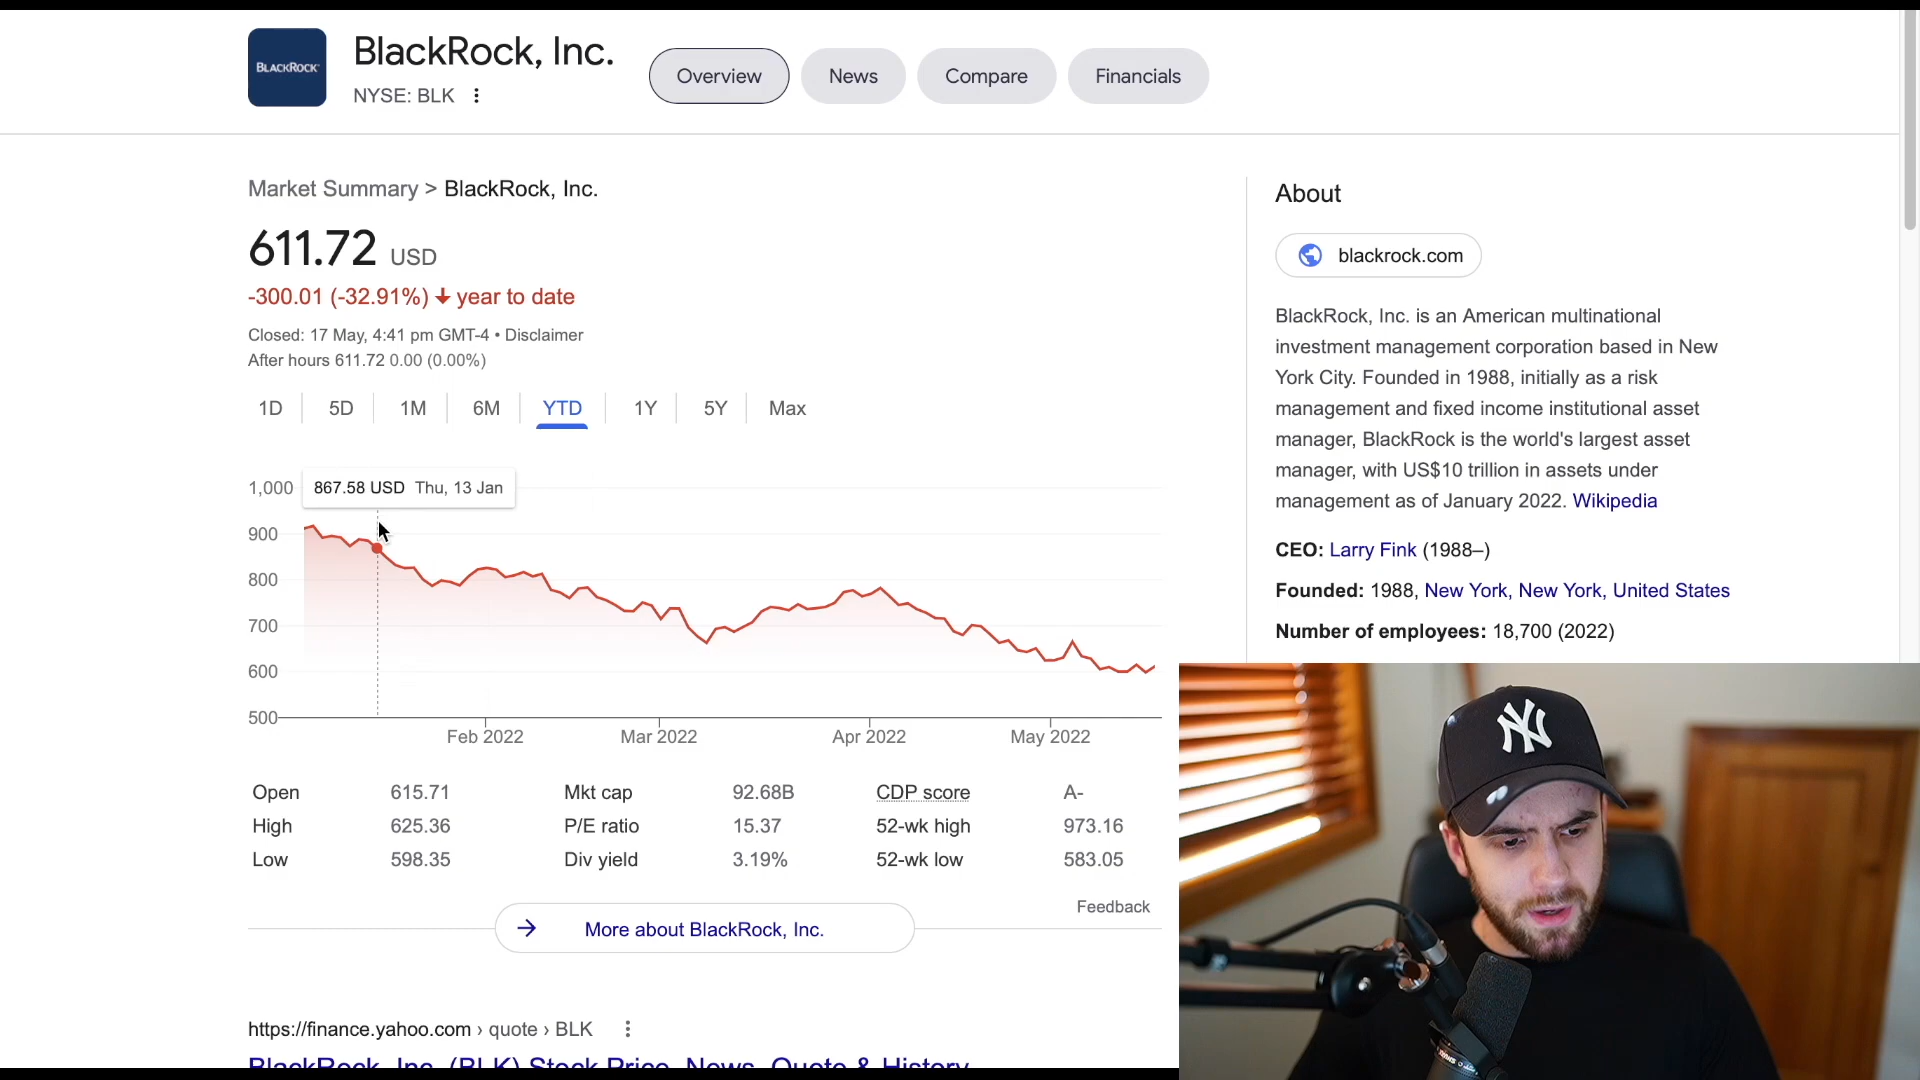 BLACKROCK
BlackRock, Inc.
NYSE: BLK
Overview
News
Compare
Financials
Market Summary > BlackRock, Inc.
611.72 USD
-300.01 (-32.91%) year to date
Closed: 17 May, 4:41 pm GMT-4 • Disclaimer
After hours 611.72 0.00 (0.00%)
1D 5D 1M 6M YTD 1Y 5Y Max
867.58 USD Thu, 13 Jan
1,000
900
800
700
600
500
Feb 2022 Mar 2022 Apr 2022 May 2022
Open 615.71 Mkt cap 92.68B CDP score A-
High 625.36 P/E ratio 15.37 52-wk high 973.16
Low 598.35 Div yield 3.19% 52-wk low 583.05
Feedback
More about BlackRock, Inc.
https://finance.yahoo.com › quote › BLK
BlackRock, Inc. (BLK) Stock Price, News, Quote & History
About
blackrock.com
BlackRock, Inc. is an American multinational
investment management corporation based in New
York City. Founded in 1988, initially as a risk
management and fixed income institutional asset
manager, BlackRock is the world's largest asset
manager, with US$10 trillion in assets under
management as of January 2022. Wikipedia
CEO: Larry Fink (1988–)
Founded: 1988, New York, New York, United States
Number of employees: 18,700 (2022)
NY